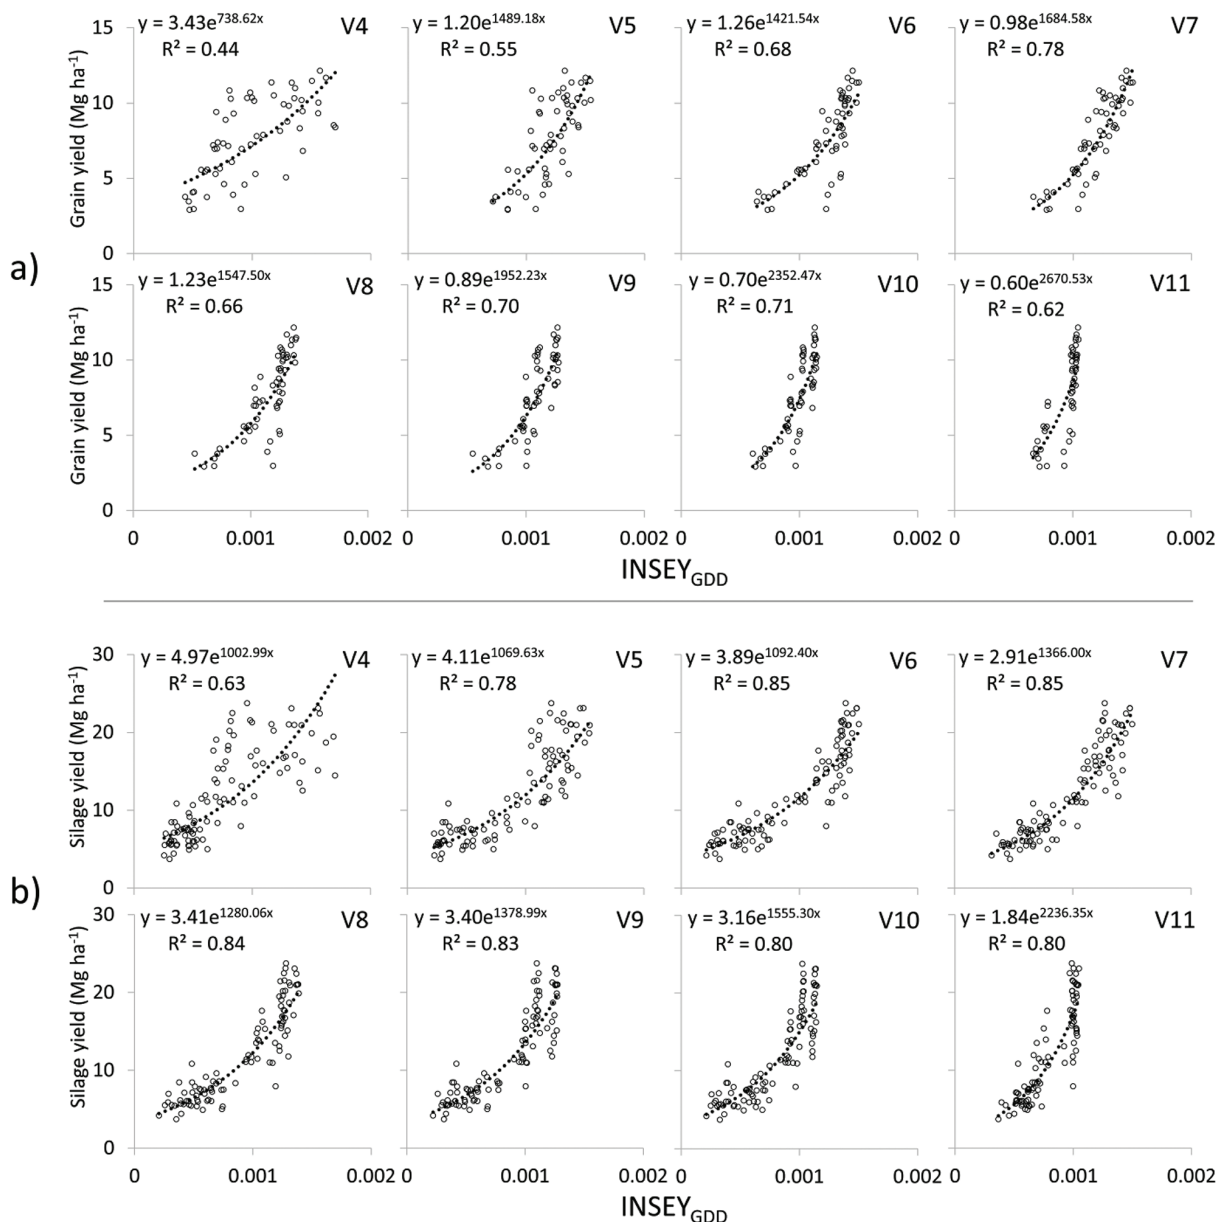 y = 3.43e^738.62x V4
R² = 0.44
y = 1.20e^1489.18x V5
R² = 0.55
y = 1.26e^1421.54x V6
R² = 0.68
y = 0.98e^1684.58x V7
R² = 0.78
15
10
5
0
Grain yield (Mg ha⁻¹)
a)
y = 1.23e^1547.50x V8
R² = 0.66
y = 0.89e^1952.23x V9
R² = 0.70
y = 0.70e^2352.47x V10
R² = 0.71
y = 0.60e^2670.53x V11
R² = 0.62
15
10
5
0
Grain yield (Mg ha⁻¹)
0 0.001 0.002 0 0.001 0.002 0 0.001 0.002 0 0.001 0.002
INSEY_GDD
y = 4.97e^1002.99x V4
R² = 0.63
y = 4.11e^1069.63x V5
R² = 0.78
y = 3.89e^1092.40x V6
R² = 0.85
y = 2.91e^1366.00x V7
R² = 0.85
30
20
10
0
Silage yield (Mg ha⁻¹)
b)
y = 3.41e^1280.06x V8
R² = 0.84
y = 3.40e^1378.99x V9
R² = 0.83
y = 3.16e^1555.30x V10
R² = 0.80
y = 1.84e^2236.35x V11
R² = 0.80
30
20
10
0
Silage yield (Mg ha⁻¹)
0 0.001 0.002 0 0.001 0.002 0 0.001 0.002 0 0.001 0.002
INSEY_GDD